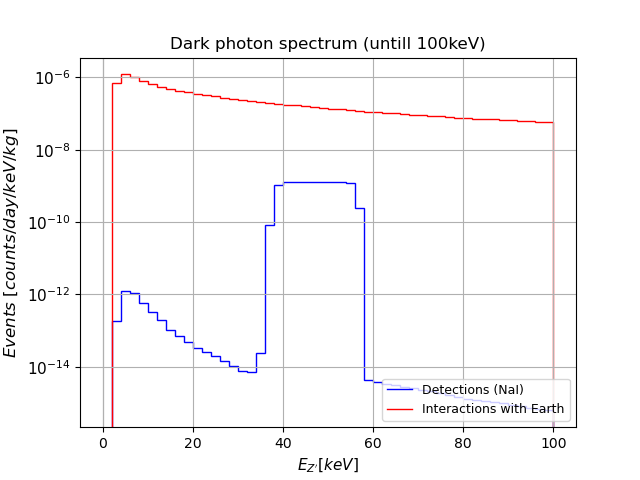 Dark photon spectrum (untill 100keV)
Events [counts/day/keV/kg]
10⁻⁶
10⁻⁸
10⁻¹⁰
10⁻¹²
10⁻¹⁴
Detections (NaI)
Interactions with Earth
0 20 40 60 80 100
E_{Z'}[keV]